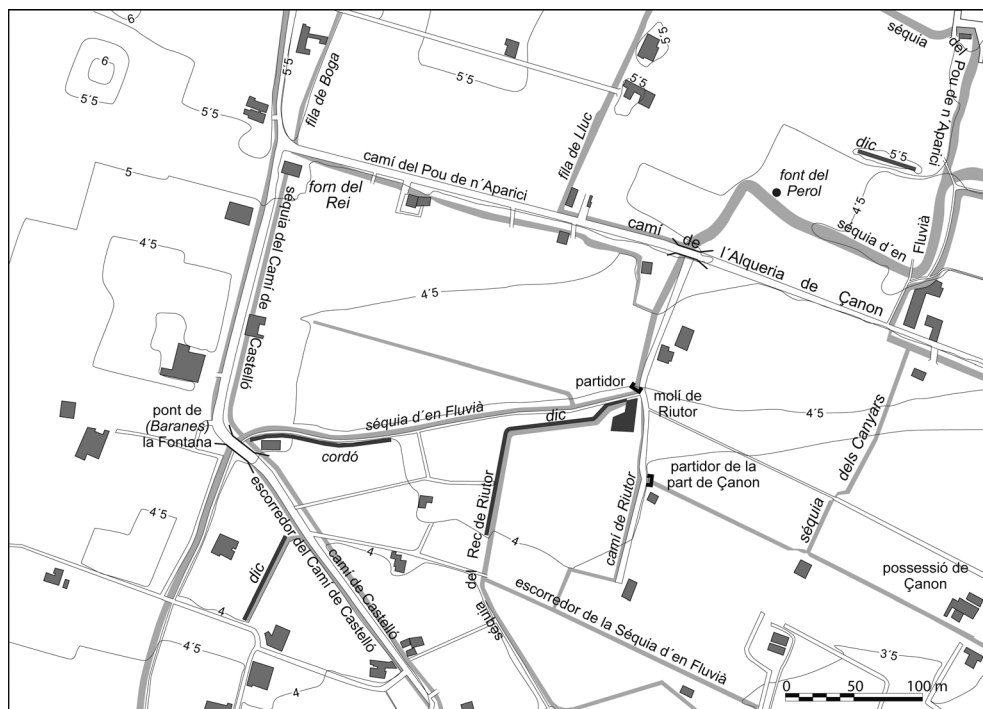 6
5´5
6
5´5
5´5
fila de Boga
5´5
5´5
5´5
fila de Lluc
séquia
del Pou de n´Aparici
dic
5´5
font del
Perol
4´5
séquia d´en
Fluvià
5
5´5
forn del
Rei
camí del Pou de n´Aparici
camí de l´Alqueria de Çanon
séquia del Camí de Castelló
4´5
4´5
partidor
molí de
Riutor
4´5
pont de
(Baranes)
la Fontana
séquia d´en Fluvià
dic
cordó
partidor de la
part de Çanon
séquia dels Canyars
camí de Riutor
séquia del Rec de Riutor
4
4
escorredor del Camí de Castelló
camí de Castelló
4´5
dic
4
4´5
4
escorredor de la Séquia d´en Fluvià
possessió de
Çanon
3´5
0 50 100 m